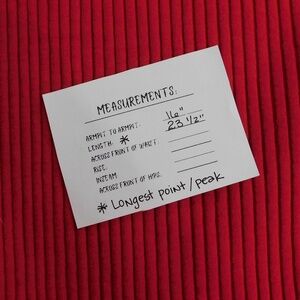 MEASUREMENTS:
ARMPIT TO ARMPIT: 16"
LENGTH: * 23 1/2"
ACROSS FRONT OF WAIST:
RISE:
INSEAM
ACROSS FRONT OF HIPS:
* Longest point / peak